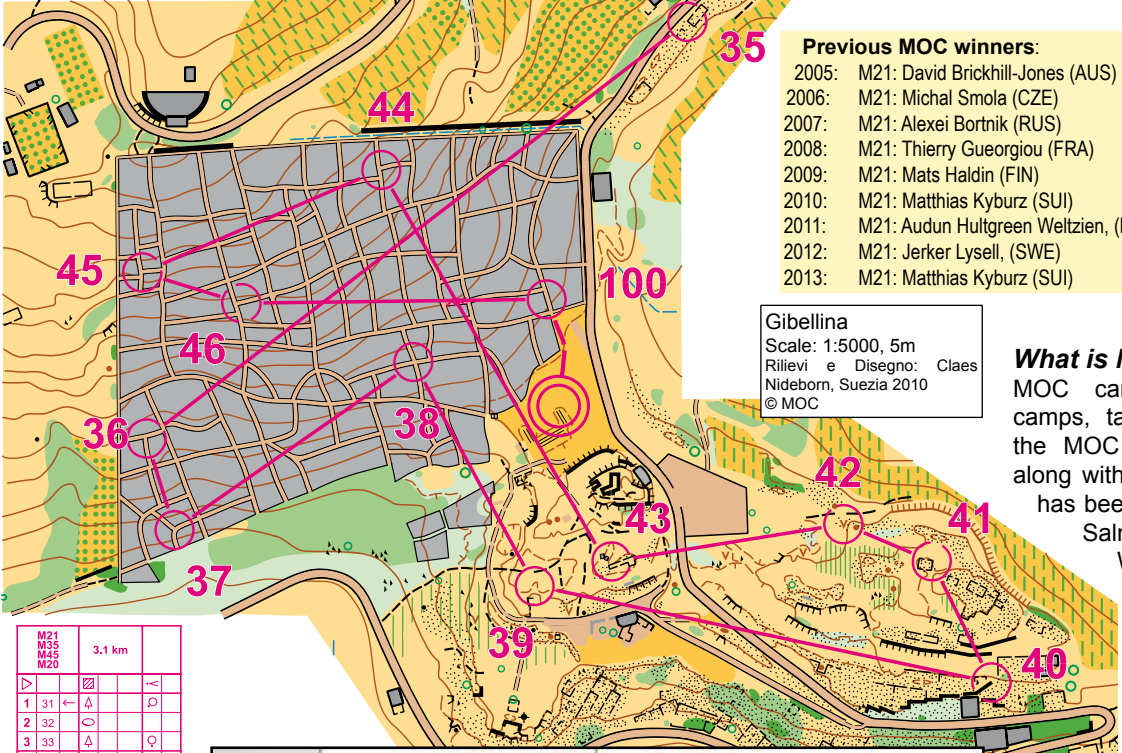 35
44
45
46
100
36
38
37
39
43
42
41
40
Previous MOC winners:
2005: M21: David Brickhill-Jones (AUS)
2006: M21: Michal Smola (CZE)
2007: M21: Alexei Bortnik (RUS)
2008: M21: Thierry Gueorgiou (FRA)
2009: M21: Mats Haldin (FIN)
2010: M21: Matthias Kyburz (SUI)
2011: M21: Audun Hultgreen Weltzien, (
2012: M21: Jerker Lysell, (SWE)
2013: M21: Matthias Kyburz (SUI)
Gibellina
Scale: 1:5000, 5m
Rilievi e Disegno: Claes
Nideborn, Suezia 2010
© MOC
What is
MOC
camps,
the MOC
along with
has been
M21
M35
M45
M20
3.1 km
1 31
2 32
3 33